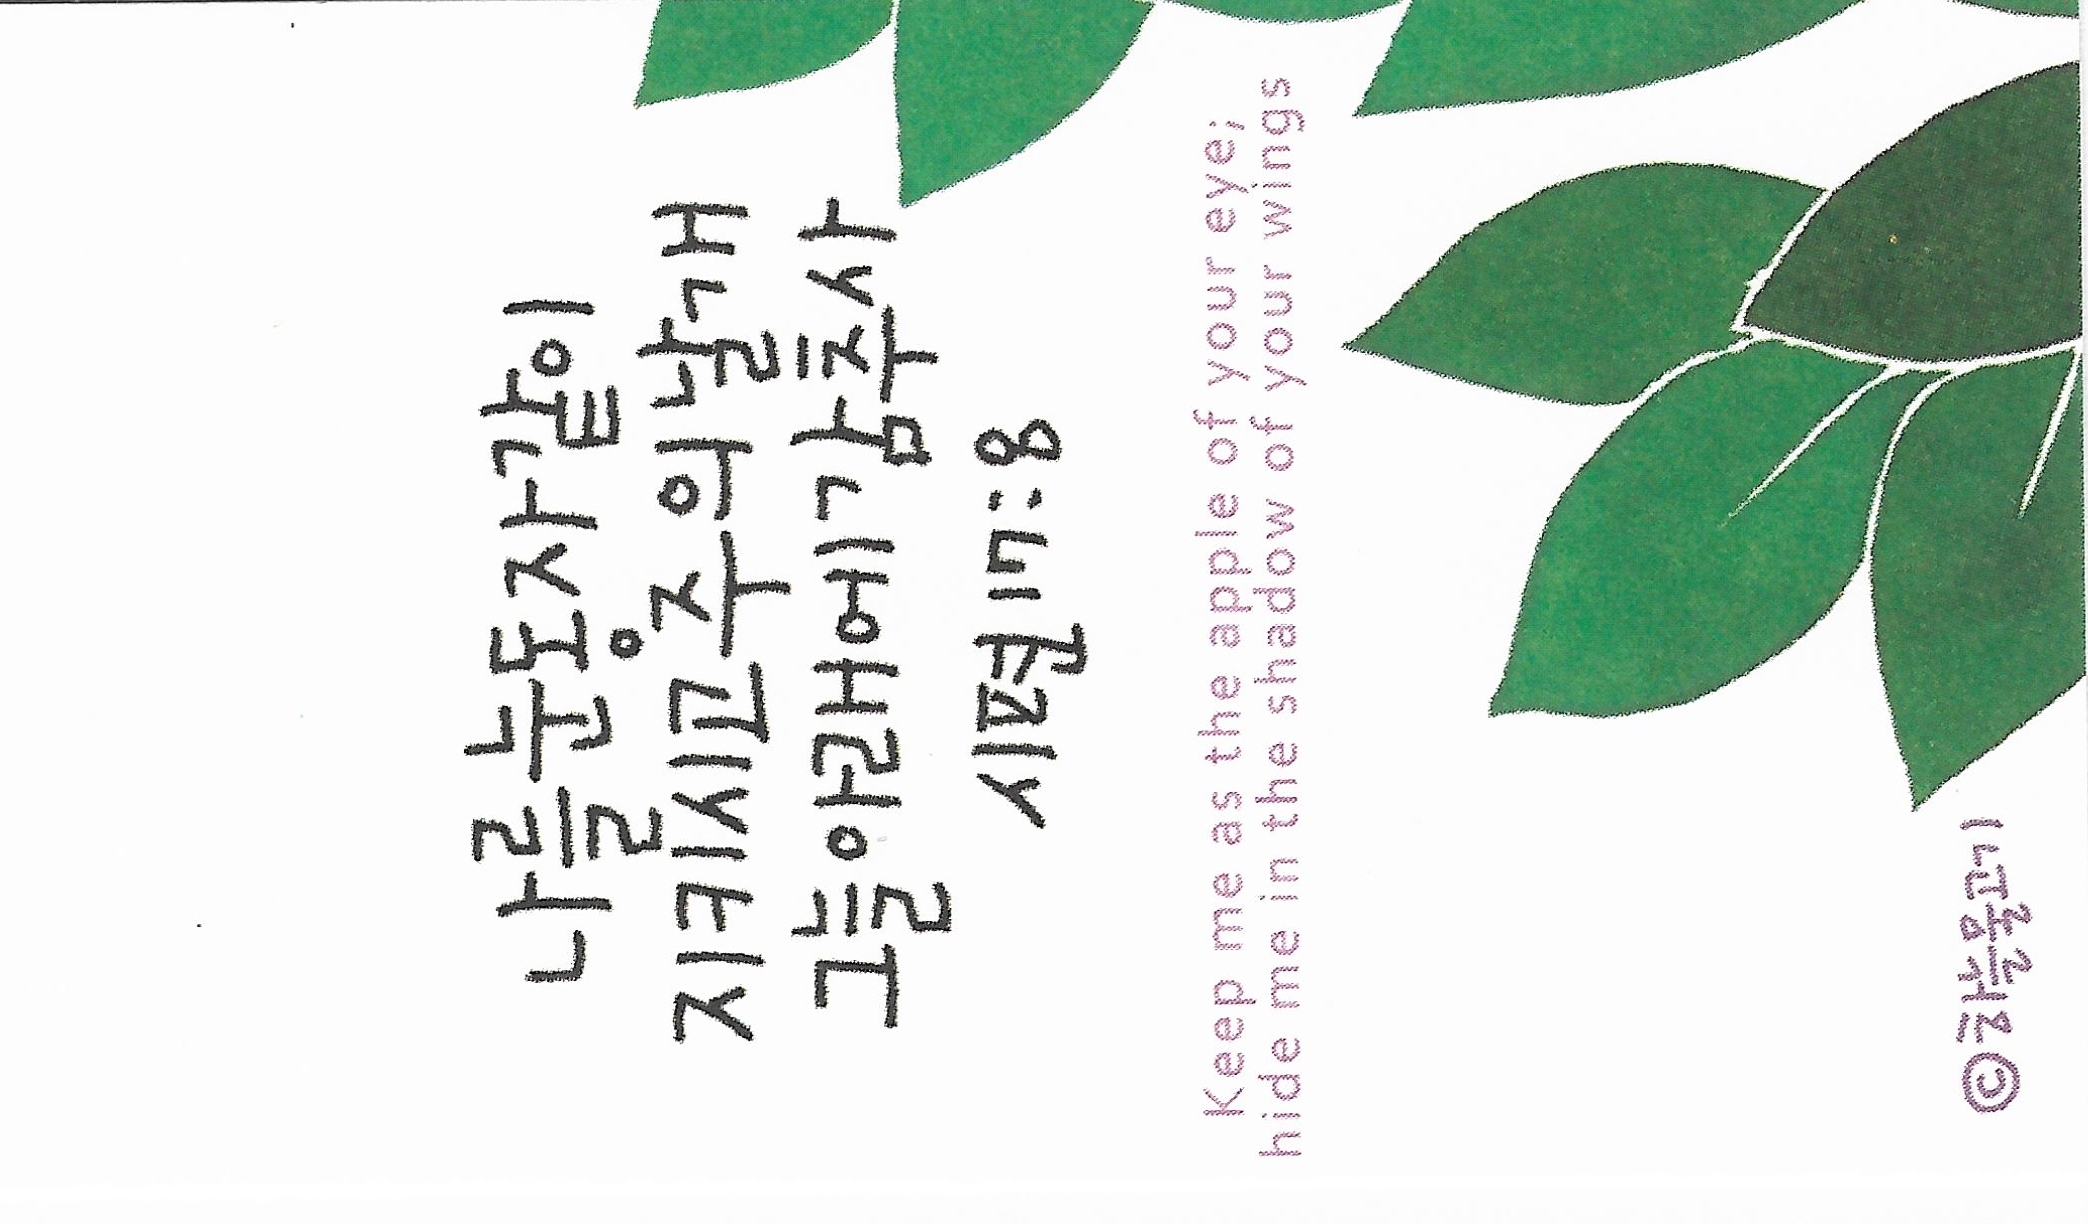 나를 눈동자 같이
지키시고 주의 날개
그늘 아래에 감추사
시편 17:8
Keep me as the apple of your eye;
hide me in the shadow of your wings
©하늘물고기